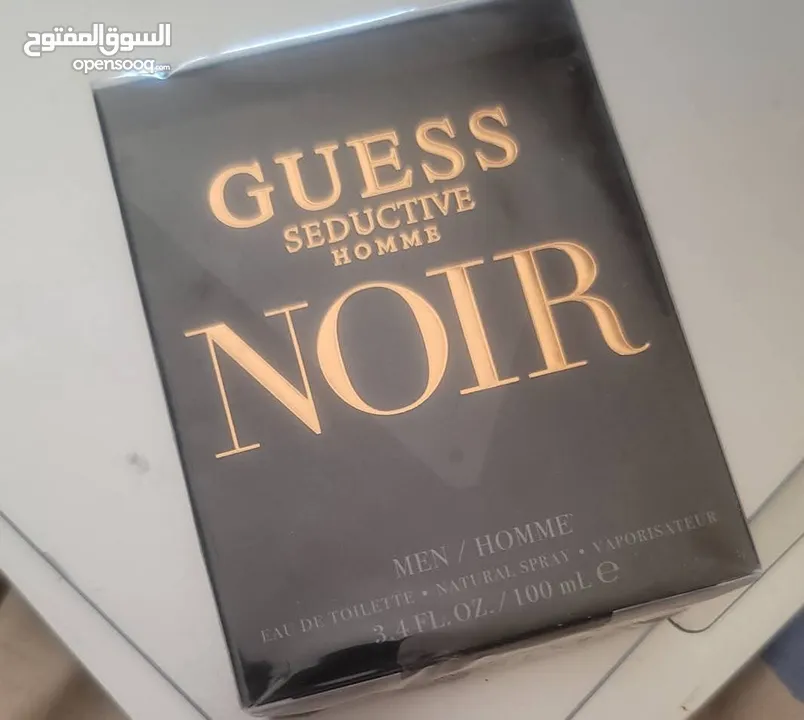 السوق المفتوح
opensooq.com
GUESS
SEDUCTIVE
HOMME
NOIR
MEN / HOMME
EAU DE TOILETTE • NATURAL SPRAY • VAPORISATEUR
3.4 FL. OZ. / 100 mL ℮